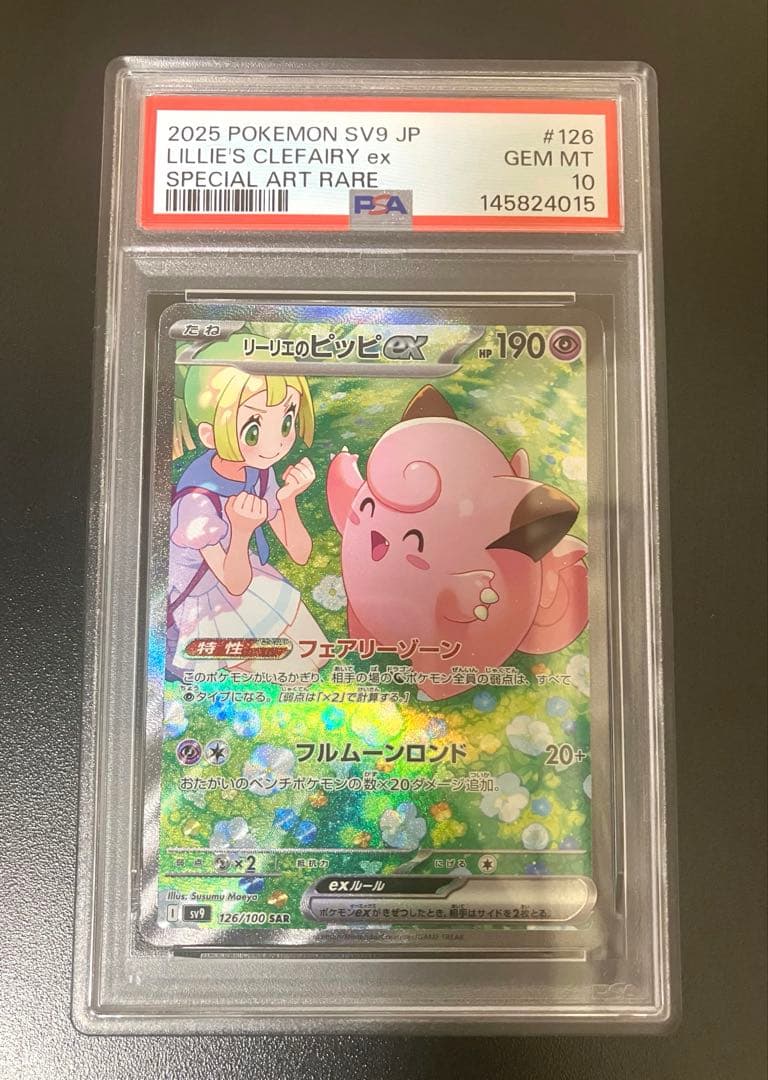 2025 POKEMON SV9 JP #126
LILLIE'S CLEFAIRY ex GEM MT
SPECIAL ART RARE 10
PSA 145824015
たね
リーリエのピッピex HP 190
特性 フェアリーゾーン
このポケモンがいるかぎり、相手の場のポケモン全員の弱点は、すべて
タイプになる。[弱点は「×2」で計算する。]
フルムーンロンド 20+
おたがいのベンチポケモンの数×20ダメージ追加。
弱点 ×2 抵抗力 にげる
exルール
Illus. Susumu Maeya
ポケモンexがきぜつしたとき、相手はサイドを2枚とる。
I sv9 126/100 SAR